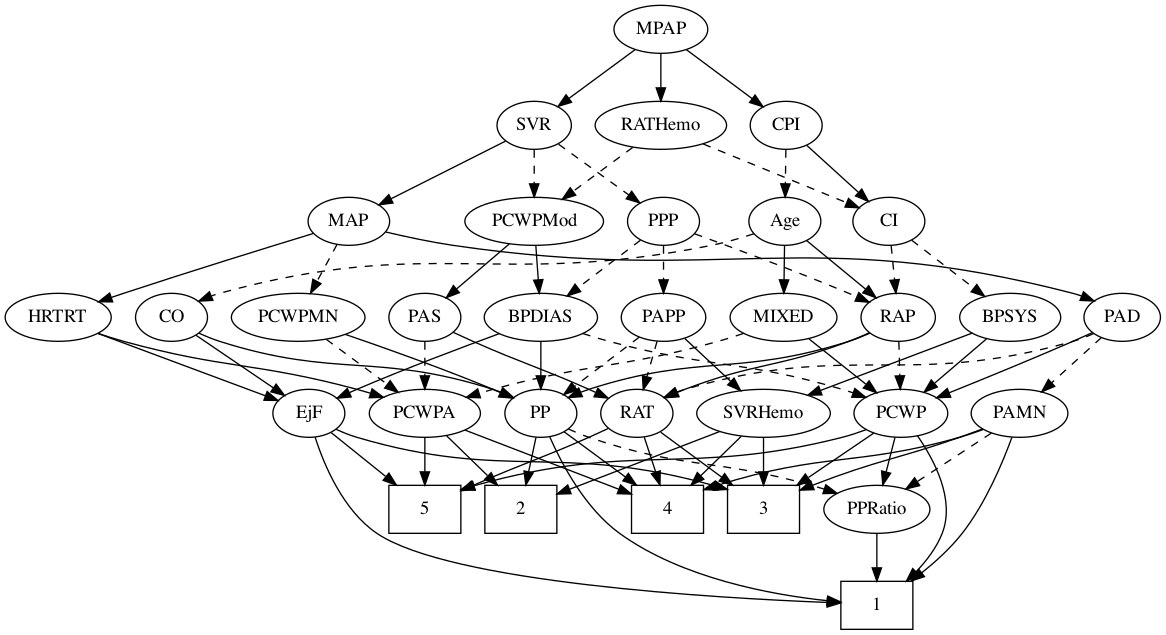 MPAP
SVR
RATHemo
CPI
MAP
PCWPMod
PPP
Age
CI
HRTRT
CO
PCWPMN
PAS
BPDIAS
PAPP
MIXED
RAP
BPSYS
PAD
EjF
PCWPA
PP
RAT
SVRHemo
PCWP
PAMN
5
2
4
3
PPRatio
1